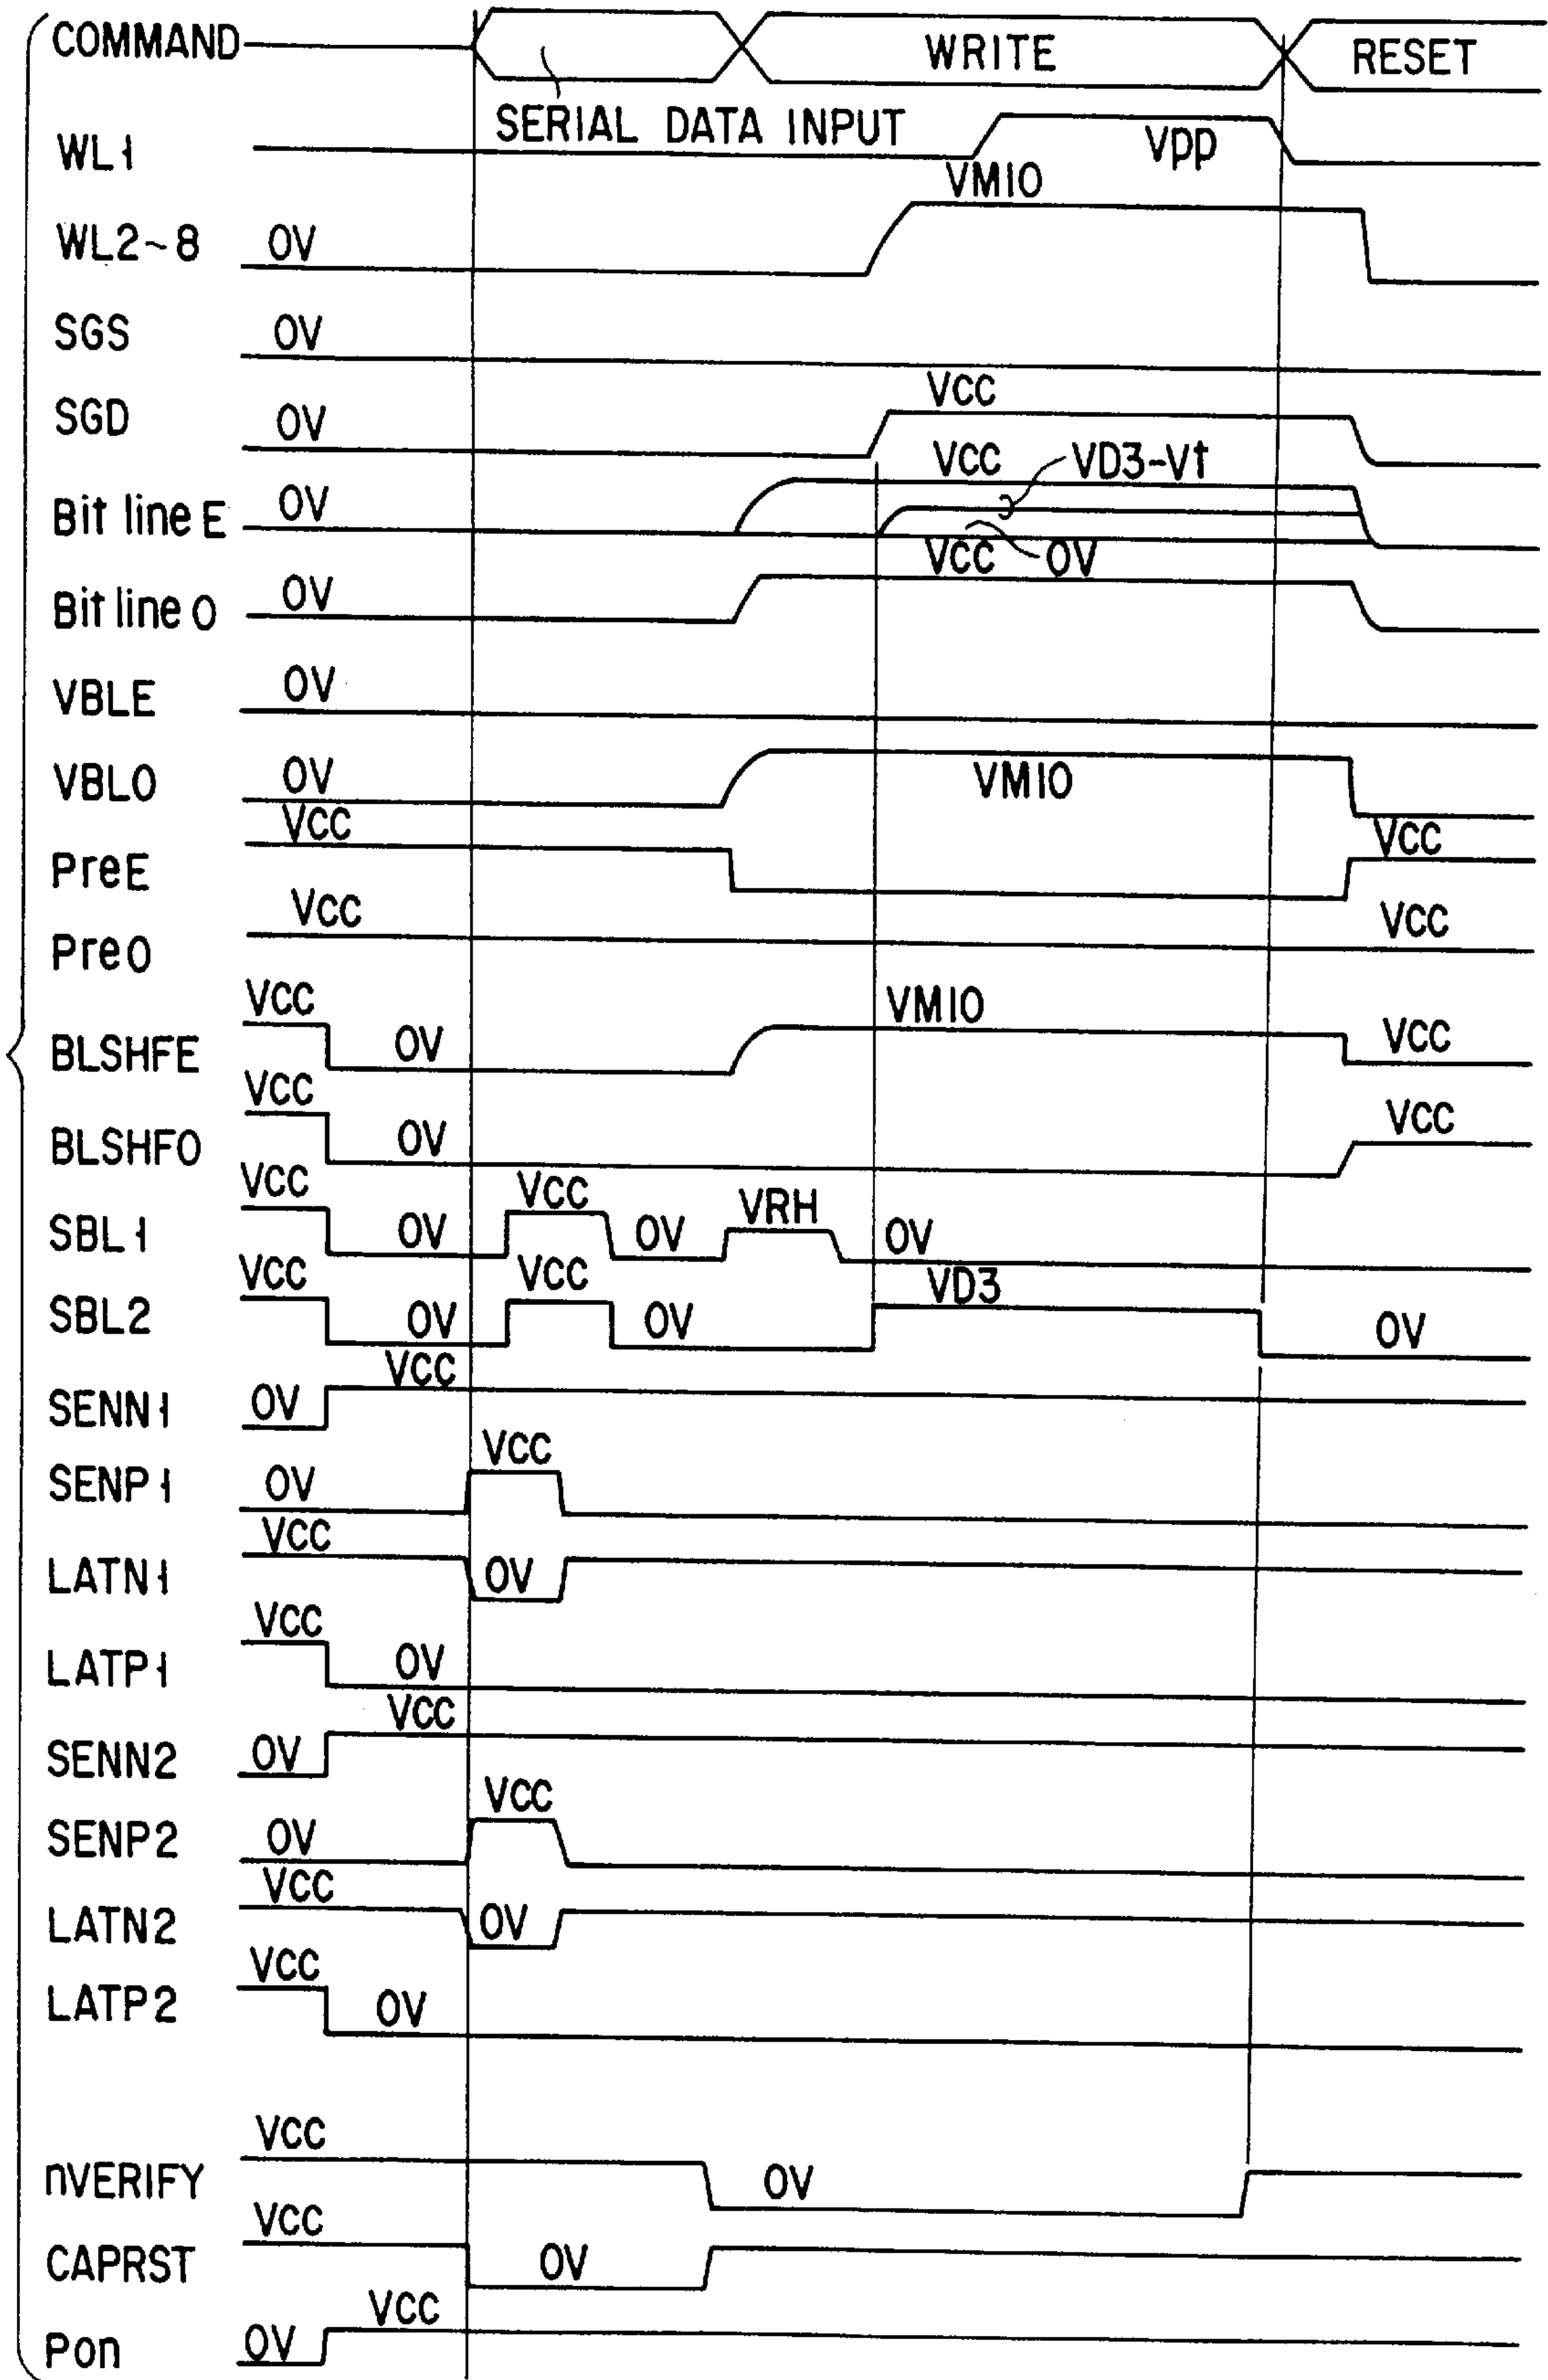 COMMAND WRITE RESET
SERIAL DATA INPUT
WL1 Vpp
VM10
WL2~8 0V
SGS 0V
VCC
SGD 0V
VCC VD3-Vt
Bit line E 0V
VCC 0V
Bit line O 0V
VBLE 0V
VBLO 0V VM10
VCC VCC
PreE
VCC VCC
PreO
VCC VM10
BLSHFE 0V VCC
VCC VCC
BLSHFO 0V
VCC VCC VRH
SBL1 0V 0V 0V
VCC VCC VD3
SBL2 0V 0V 0V
VCC
SENN1 0V
VCC
SENP1 0V
VCC
LATN1 0V
VCC
LATP1 0V
VCC
SENN2 0V
VCC
SENP2 0V
VCC
LATN2 0V
VCC
LATP2 0V
VCC
nVERIFY 0V
VCC
CAPRST 0V
VCC
Pon 0V